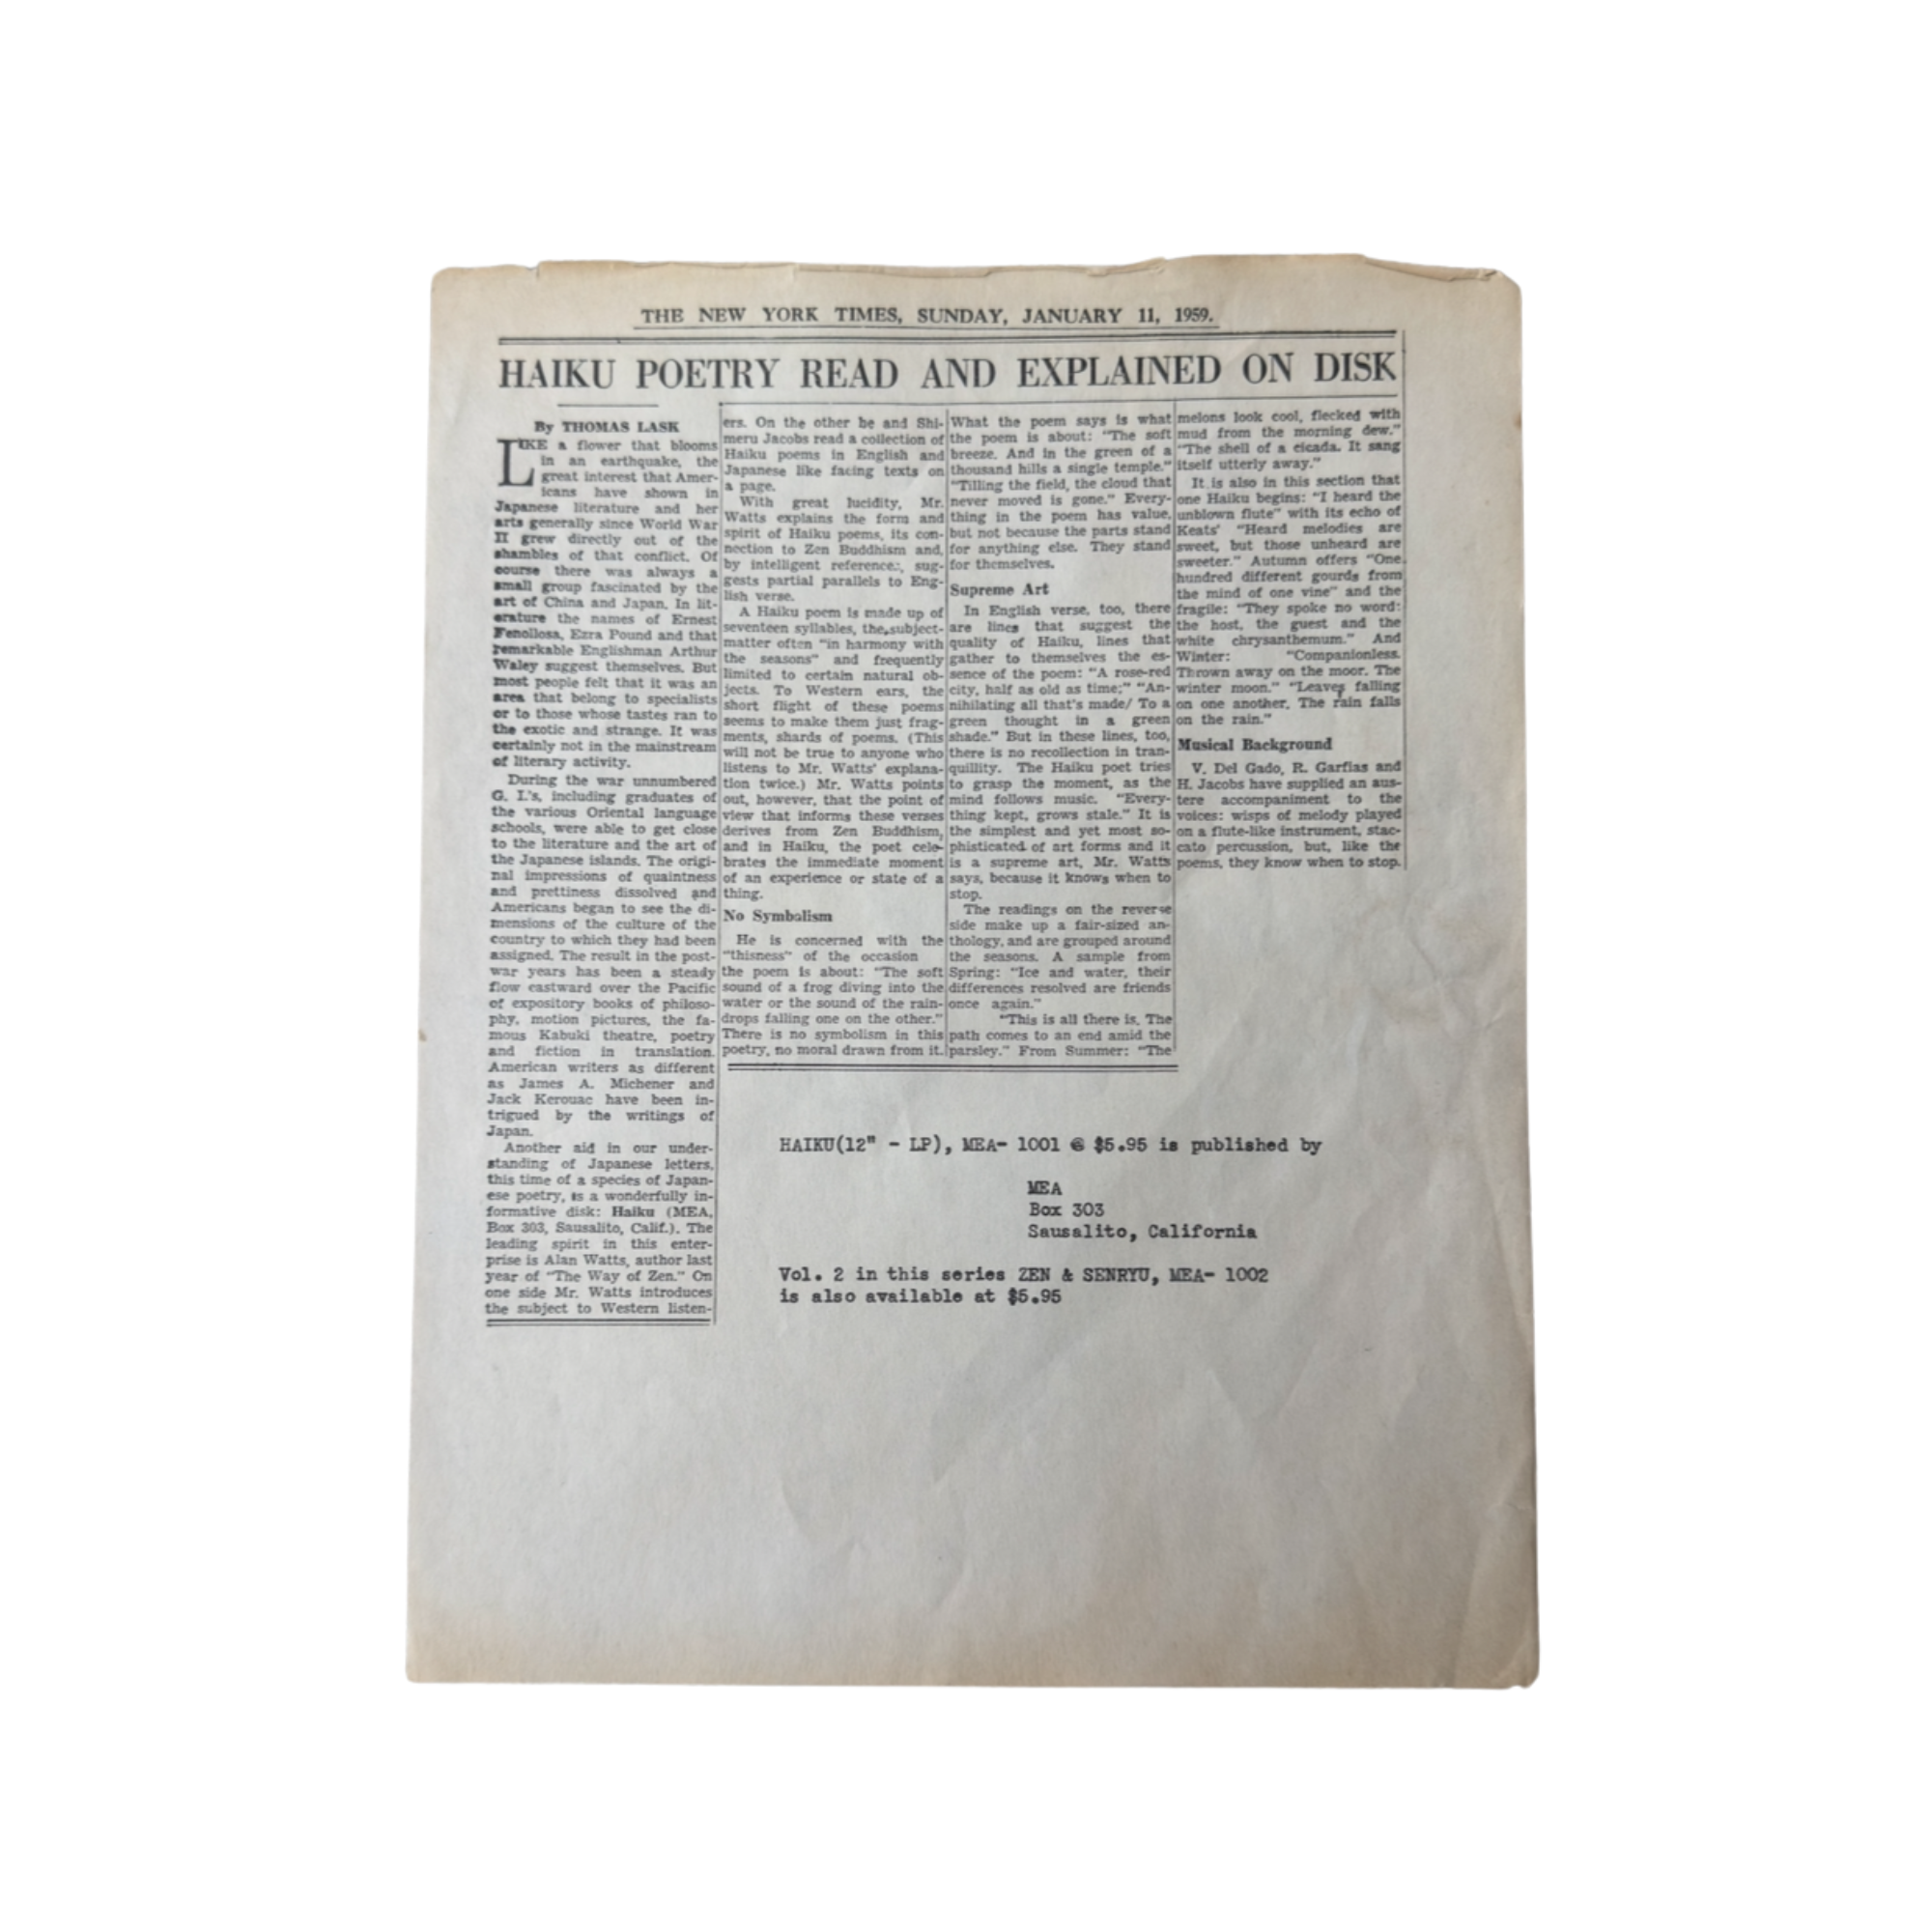 THE NEW YORK TIMES, SUNDAY, JANUARY 11, 1959.
HAIKU POETRY READ AND EXPLAINED ON DISK
By THOMAS LASK
LIKE a flower that blooms
in an earthquake, the
great interest that Amer-
icans have shown in
Japanese literature and her
arts generally since World War
II grew directly out of the
shambles of that conflict. Of
course there was always a
small group fascinated by the
art of China and Japan. In lit-
erature the names of Ernest
Fenollosa, Ezra Pound and that
remarkable Englishman Arthur
Waley suggest themselves. But
most people felt that it was an
area that belong to specialists
or to those whose tastes ran to
the exotic and strange. It was
certainly not in the mainstream
of literary activity.
During the war unnumbered
G. I.'s, including graduates of
the various Oriental language
schools, were able to get close
to the literature and the art of
the Japanese islands. The origi-
nal impressions of quaintness
and prettiness dissolved and
Americans began to see the di-
mensions of the culture of the
country to which they had been
assigned. The result in the post-
war years has been a steady
flow eastward over the Pacific
of expository books of philoso-
phy, motion pictures, the fa-
mous Kabuki theatre, poetry
and fiction in translation.
American writers as different
as James A. Michener and
Jack Kerouac have been in-
trigued by the writings of
Japan.
Another aid in our under-
standing of Japanese letters,
this time of a species of Japan-
ese poetry, is a wonderfully in-
formative disk: Haiku (MEA,
Box 303, Sausalito, Calif.). The
leading spirit in this enter-
prise is Alan Watts, author last
year of "The Way of Zen." On
one side Mr. Watts introduces
the subject to Western listen-
ers. On the other he and Shi-
meru Jacobs read a collection of
Haiku poems in English and
Japanese like facing texts on
a page.
With great lucidity, Mr.
Watts explains the form and
spirit of Haiku poems, its con-
nection to Zen Buddhism and,
by intelligent reference:, sug-
gests partial parallels to Eng-
lish verse.
A Haiku poem is made up of
seventeen syllables, the subject-
matter often "in harmony with
the seasons" and frequently
limited to certain natural ob-
jects. To Western ears, the
short flight of these poems
seems to make them just frag-
ments, shards of poems. (This
will not be true to anyone who
listens to Mr. Watts' explana-
tion twice.) Mr. Watts points
out, however, that the point of
view that informs these verses
derives from Zen Buddhism,
and in Haiku, the poet cele-
brates the immediate moment
of an experience or state of a
thing.
No Symbolism
He is concerned with the
"thisness" of the occasion
the poem is about: "The soft
sound of a frog diving into the
water or the sound of the rain-
drops falling one on the other."
There is no symbolism in this
poetry, no moral drawn from it.
What the poem says is what
the poem is about: "The soft
breeze. And in the green of a
thousand hills a single temple."
"Tilling the field, the cloud that
never moved is gone." Every-
thing in the poem has value,
but not because the parts stand
for anything else. They stand
for themselves.
Supreme Art
In English verse, too, there
are lines that suggest the
quality of Haiku, lines that
gather to themselves the es-
sence of the poem: "A rose-red
city, half as old as time;" "An-
nihilating all that's made/ To a
green thought in a green
shade." But in these lines, too,
there is no recollection in tran-
quillity. The Haiku poet tries
to grasp the moment, as the
mind follows music. "Every-
thing kept, grows stale." It is
the simplest and yet most so-
phisticated of art forms and it
is a supreme art, Mr. Watts
says, because it knows when to
stop.
The readings on the reverse
side make up a fair-sized an-
thology, and are grouped around
the seasons. A sample from
Spring: "Ice and water, their
differences resolved are friends
once again."
"This is all there is. The
path comes to an end amid the
parsley." From Summer: "The
melons look cool, flecked with
mud from the morning dew."
"The shell of a cicada. It sang
itself utterly away."
It is also in this section that
one Haiku begins: "I heard the
unblown flute" with its echo of
Keats' "Heard melodies are
sweet, but those unheard are
sweeter." Autumn offers "One
hundred different gourds from
the mind of one vine" and the
fragile: "They spoke no word:
the host, the guest and the
white chrysanthemum." And
Winter: "Companionless.
Thrown away on the moor. The
winter moon." "Leaves falling
on one another. The rain falls
on the rain."
Musical Background
V. Del Gado, R. Garfias and
H. Jacobs have supplied an aus-
tere accompaniment to the
voices: wisps of melody played
on a flute-like instrument, stac-
cato percussion, but, like the
poems, they know when to stop.
HAIKU(12" - LP), MEA- 1001 @ $5.95 is published by
MEA
Box 303
Sausalito, California
Vol. 2 in this series ZEN & SENRYU, MEA- 1002
is also available at $5.95